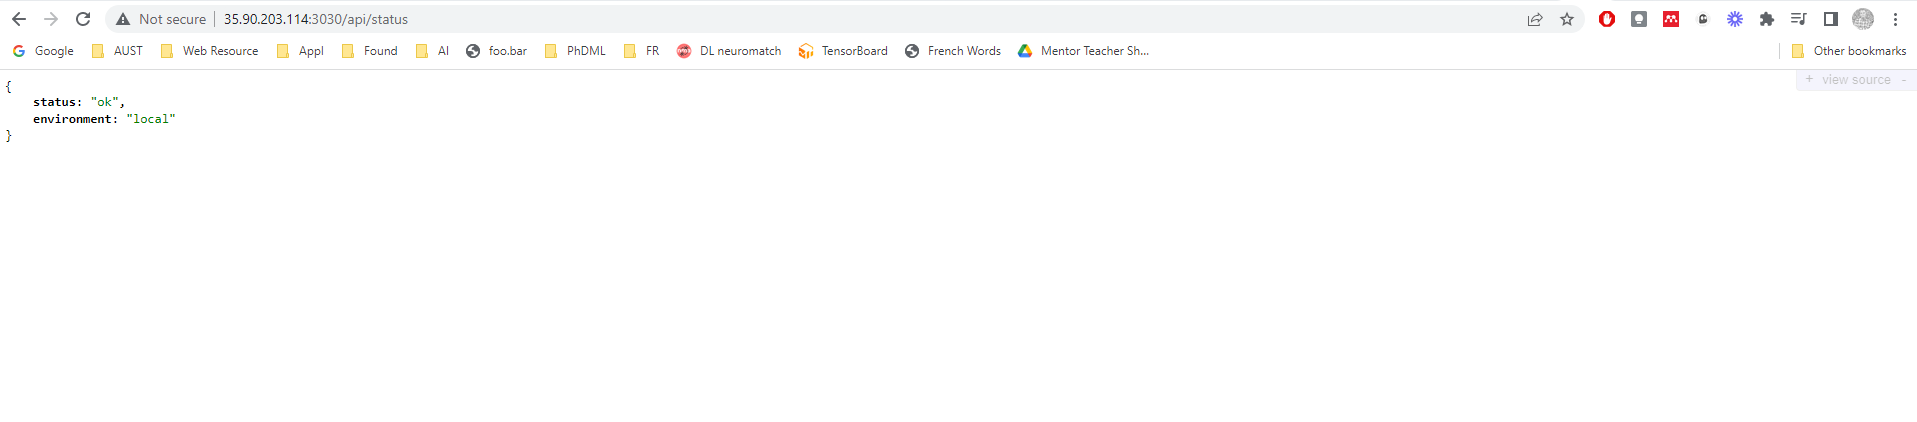 Not secure | 35.90.203.114:3030/api/status
Google AUST Web Resource Appl Found AI foo.bar PhDML FR DL neuromatch TensorBoard French Words Mentor Teacher Sh... Other bookmarks
+ view source -
{
status: "ok",
environment: "local"
}